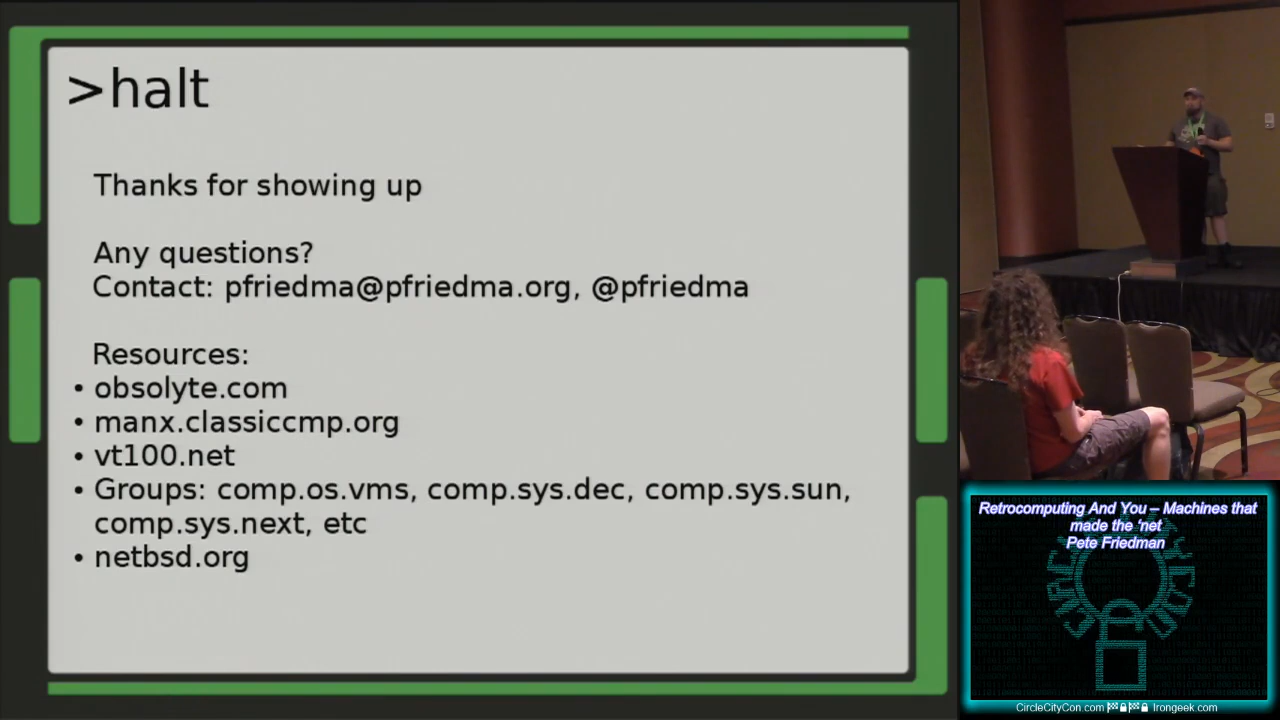 >halt
Thanks for showing up
Any questions?
Contact: pfriedma@pfriedma.org, @pfriedma
Resources:
• obsolyte.com
• manx.classiccmp.org
• vt100.net
• Groups: comp.os.vms, comp.sys.dec, comp.sys.sun,
comp.sys.next, etc
• netbsd.org
Retrocomputing And You – Machines that
made the ‘net
Pete Friedman
CircleCityCon.com Irongeek.com